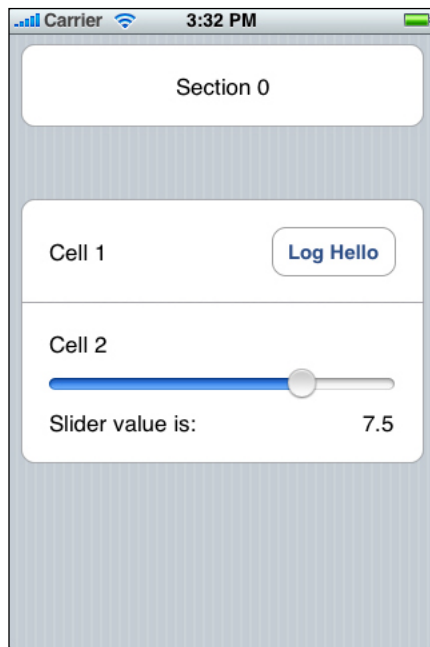 Carrier 3:32 PM
Section 0
Cell 1 Log Hello
Cell 2
Slider value is: 7.5